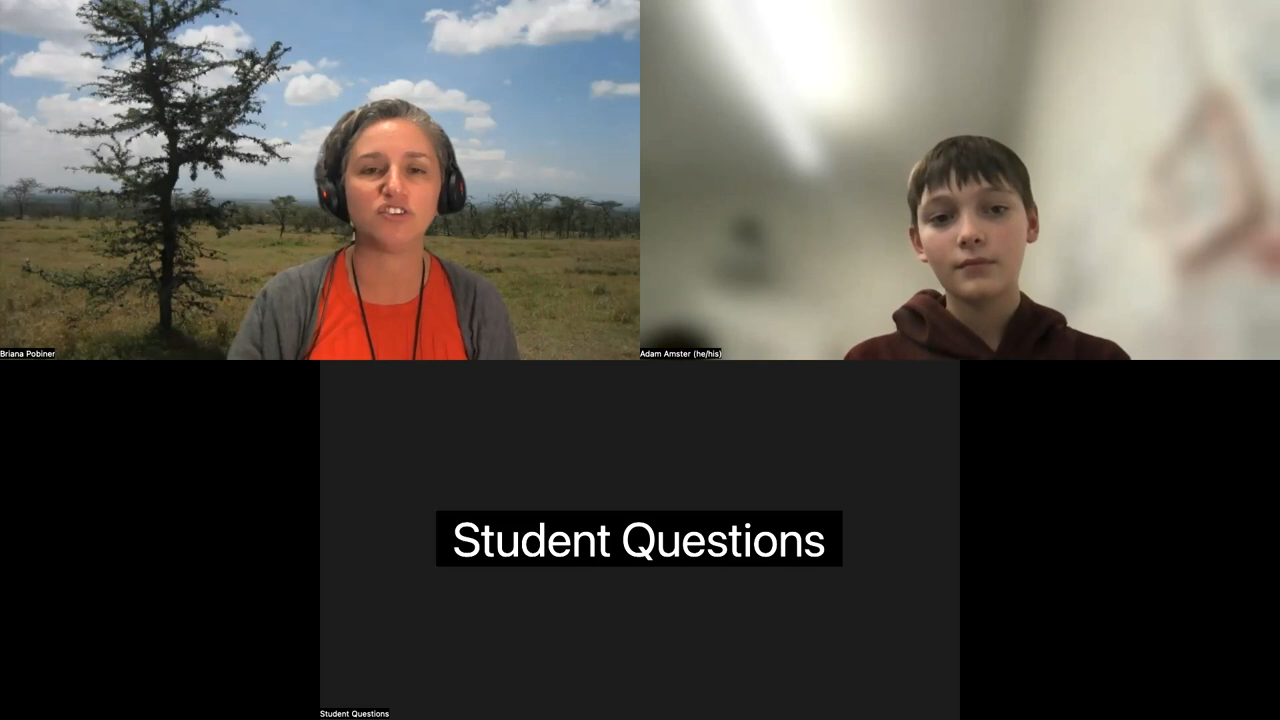 Briana Pobiner
Adam Amster (he/his)
Student Questions
Student Questions